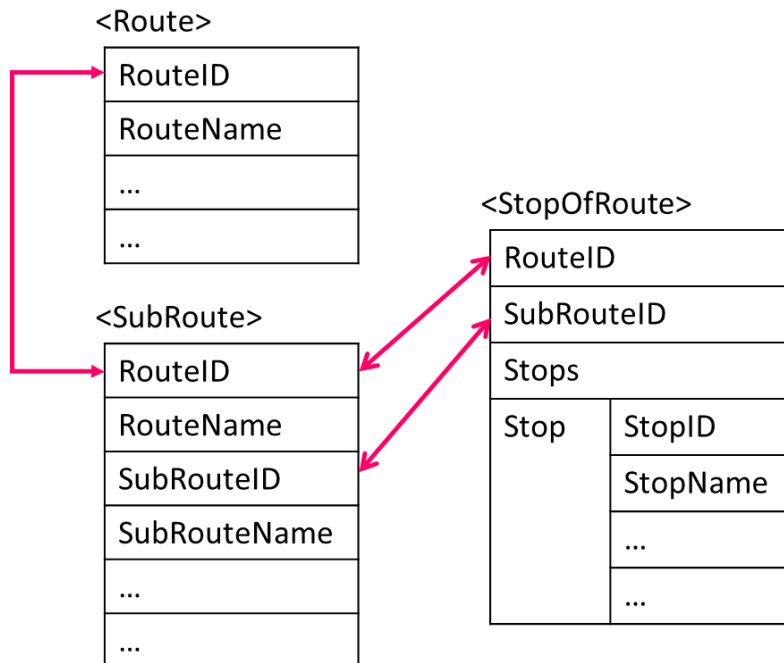 <Route>
RouteID
RouteName
...
...
<SubRoute>
RouteID
RouteName
SubRouteID
SubRouteName
...
...
<StopOfRoute>
RouteID
SubRouteID
Stops
Stop
StopID
StopName
...
...